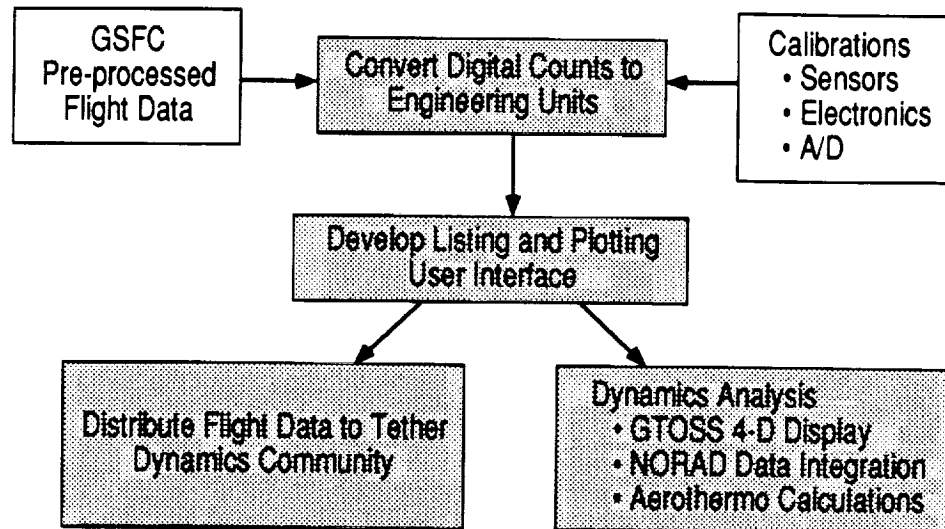 GSFC
Pre-processed
Flight Data
Convert Digital Counts to
Engineering Units
Calibrations
• Sensors
• Electronics
• A/D
Develop Listing and Plotting
User Interface
Distribute Flight Data to Tether
Dynamics Community
Dynamics Analysis
• GTOSS 4-D Display
• NORAD Data Integration
• Aerothermo Calculations